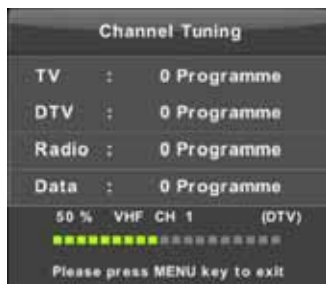 Channel Tuning
TV : 0 Programme
DTV : 0 Programme
Radio : 0 Programme
Data : 0 Programme
50 % VHF CH 1 (DTV)
Please press MENU key to exit